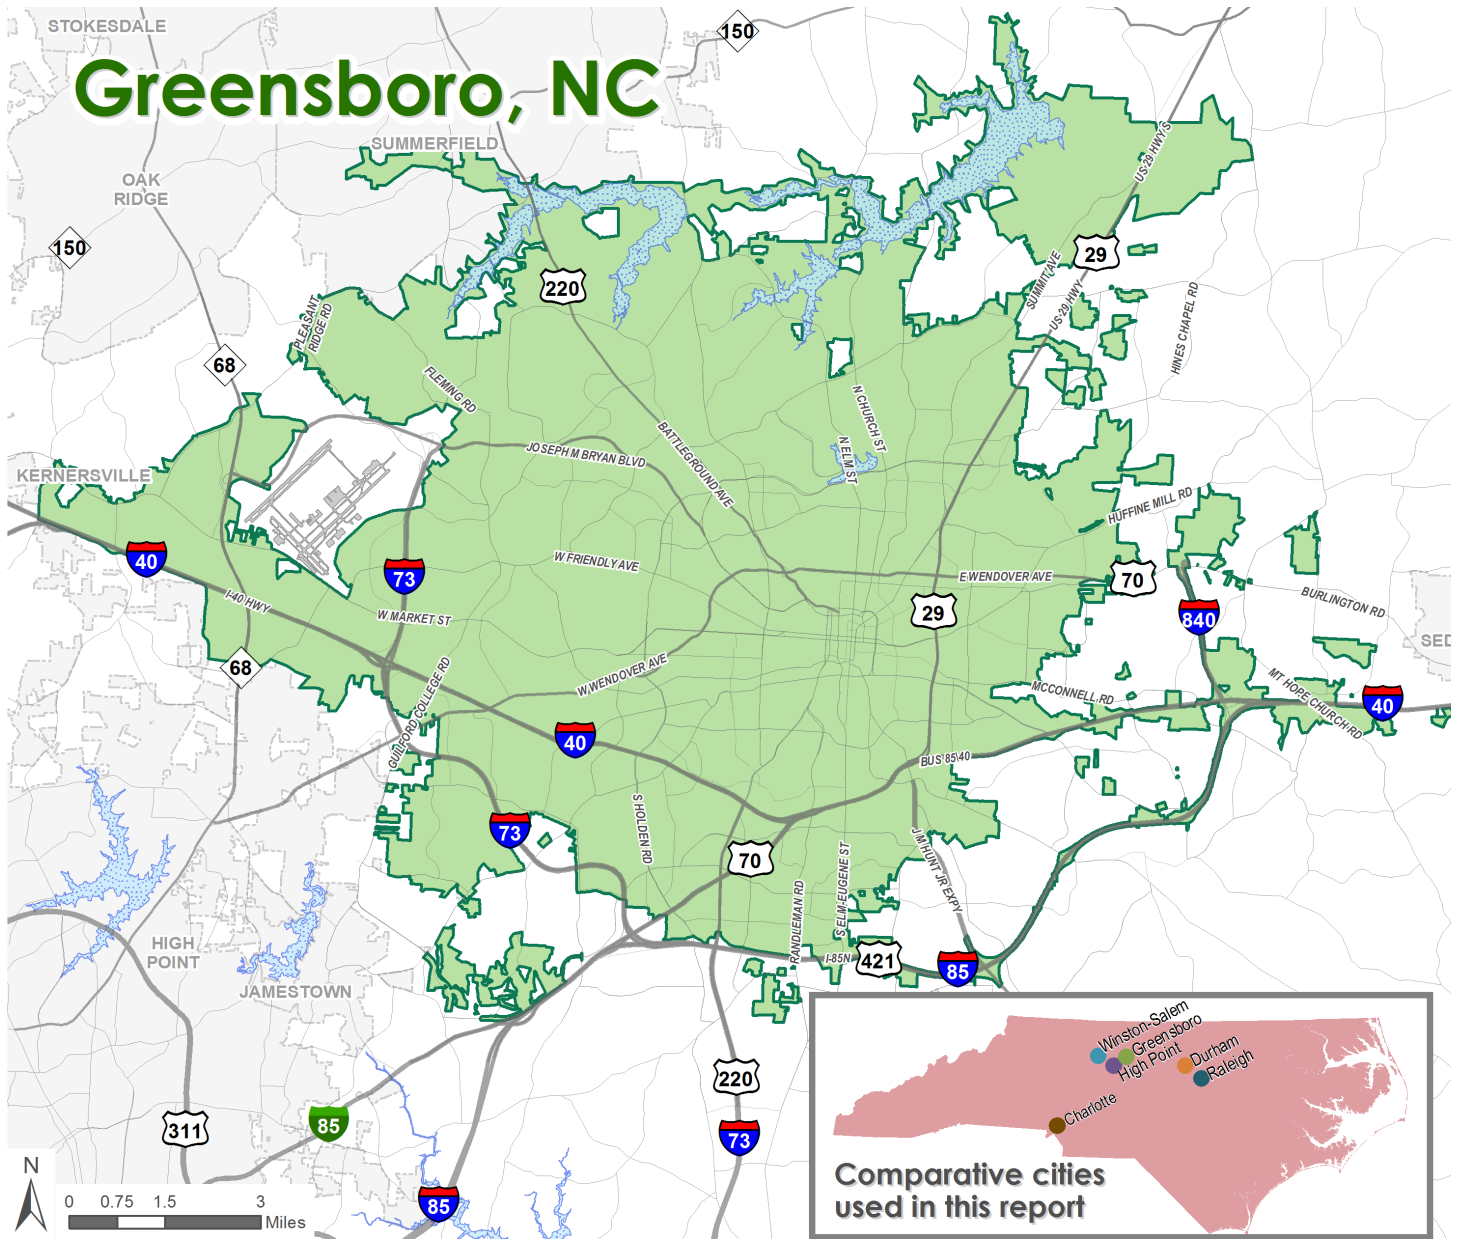 STOKESDALE
150
Greensboro, NC
SUMMERFIELD
OAK
RIDGE
150
US 29 HWY S
29
SUMMIT AVE
US 29 HWY
220
PLEASANT
RIDGE RD
HINES CHAPEL RD
68
FLEMING RD
N CHURCH ST
BATTLEGROUND AVE
JOSEPH M BRYAN BLVD
N ELM ST
KERNERSVILLE
HUFFINE MILL RD
40
73
W FRIENDLY AVE
E WENDOVER AVE
70
I-40 HWY
W MARKET ST
29
840
BURLINGTON RD
SED
68
GUILFORD COLLEGE RD
W WENDOVER AVE
MCCONNELL RD
MT HOPE CHURCH RD
40
40
BUS 85 40
73
S HOLDEN RD
70
J M HUNT JR EXPY
S ELM-EUGENE ST
RANDLEMAN RD
HIGH
POINT
I-85N
421
85
JAMESTOWN
220
73
311
85
85
N
0 0.75 1.5 3
Miles
Winston-Salem
Greensboro
High Point
Durham
Raleigh
Charlotte
Comparative cities
used in this report